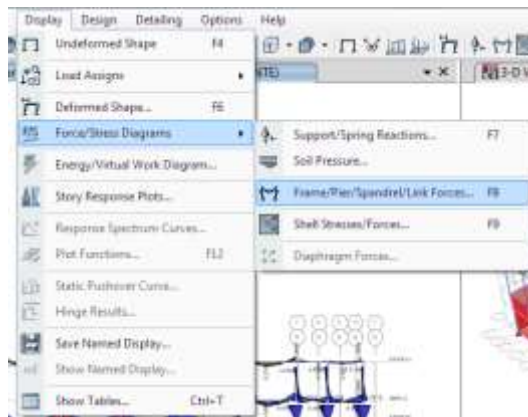 Display Design Detailing Options Help
Undeformed Shape F4
Load Assigns
Deformed Shape... F6
Force/Stress Diagrams
Energy/Virtual Work Diagram...
Story Response Plots...
Response Spectrum Curves...
Plot Functions... F12
Static Pushover Curve...
Hinge Results...
Save Named Display...
Show Named Display...
Show Tables... Ctrl+T
Support/Spring Reactions... F7
Soil Pressure...
Frame/Pier/Spandrel/Link Forces... F8
Shell Stresses/Forces... F9
Diaphragm Forces...
3-D